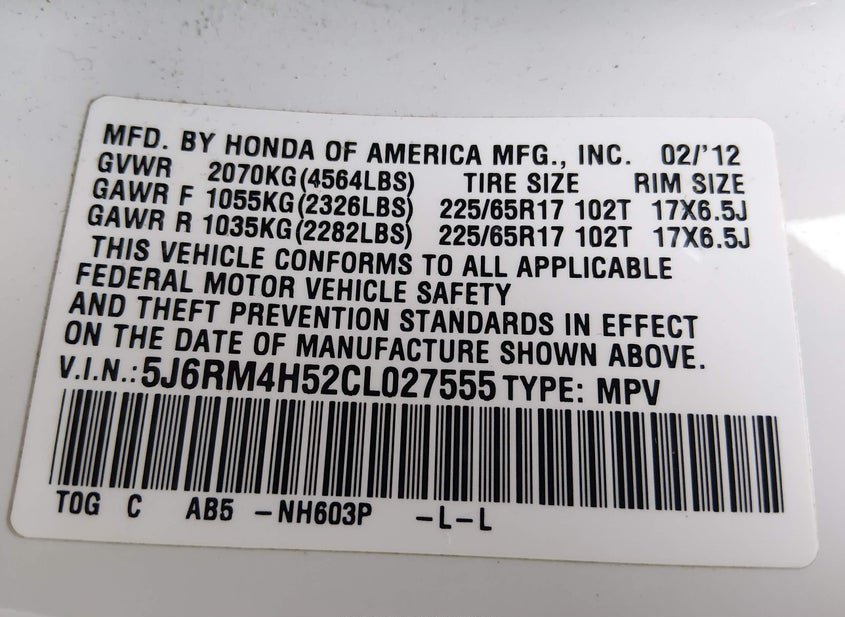 MFD. BY HONDA OF AMERICA MFG., INC. 02/'12
GVWR 2070KG(4564LBS) TIRE SIZE RIM SIZE
GAWR F 1055KG(2326LBS) 225/65R17 102T 17X6.5J
GAWR R 1035KG(2282LBS) 225/65R17 102T 17X6.5J
THIS VEHICLE CONFORMS TO ALL APPLICABLE
FEDERAL MOTOR VEHICLE SAFETY
AND THEFT PREVENTION STANDARDS IN EFFECT
ON THE DATE OF MANUFACTURE SHOWN ABOVE.
V.I.N.:5J6RM4H52CL027555 TYPE: MPV
T0G C AB5 -NH603P -L-L